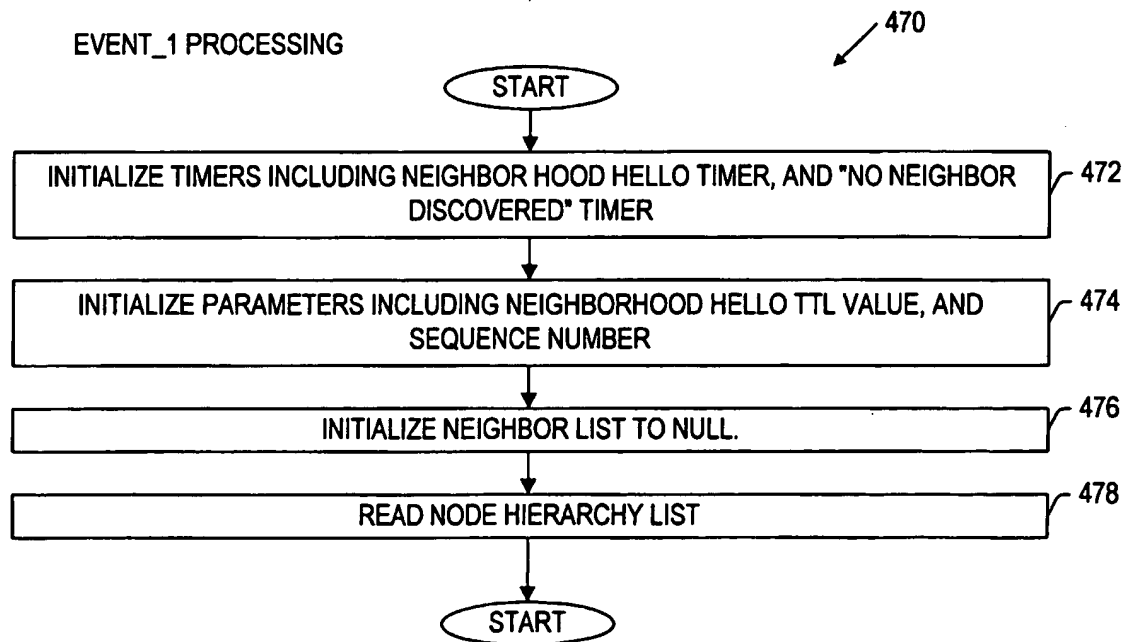 EVENT_1 PROCESSING
470
START
INITIALIZE TIMERS INCLUDING NEIGHBOR HOOD HELLO TIMER, AND "NO NEIGHBOR
DISCOVERED" TIMER
472
INITIALIZE PARAMETERS INCLUDING NEIGHBORHOOD HELLO TTL VALUE, AND
SEQUENCE NUMBER
474
INITIALIZE NEIGHBOR LIST TO NULL.
476
READ NODE HIERARCHY LIST
478
START